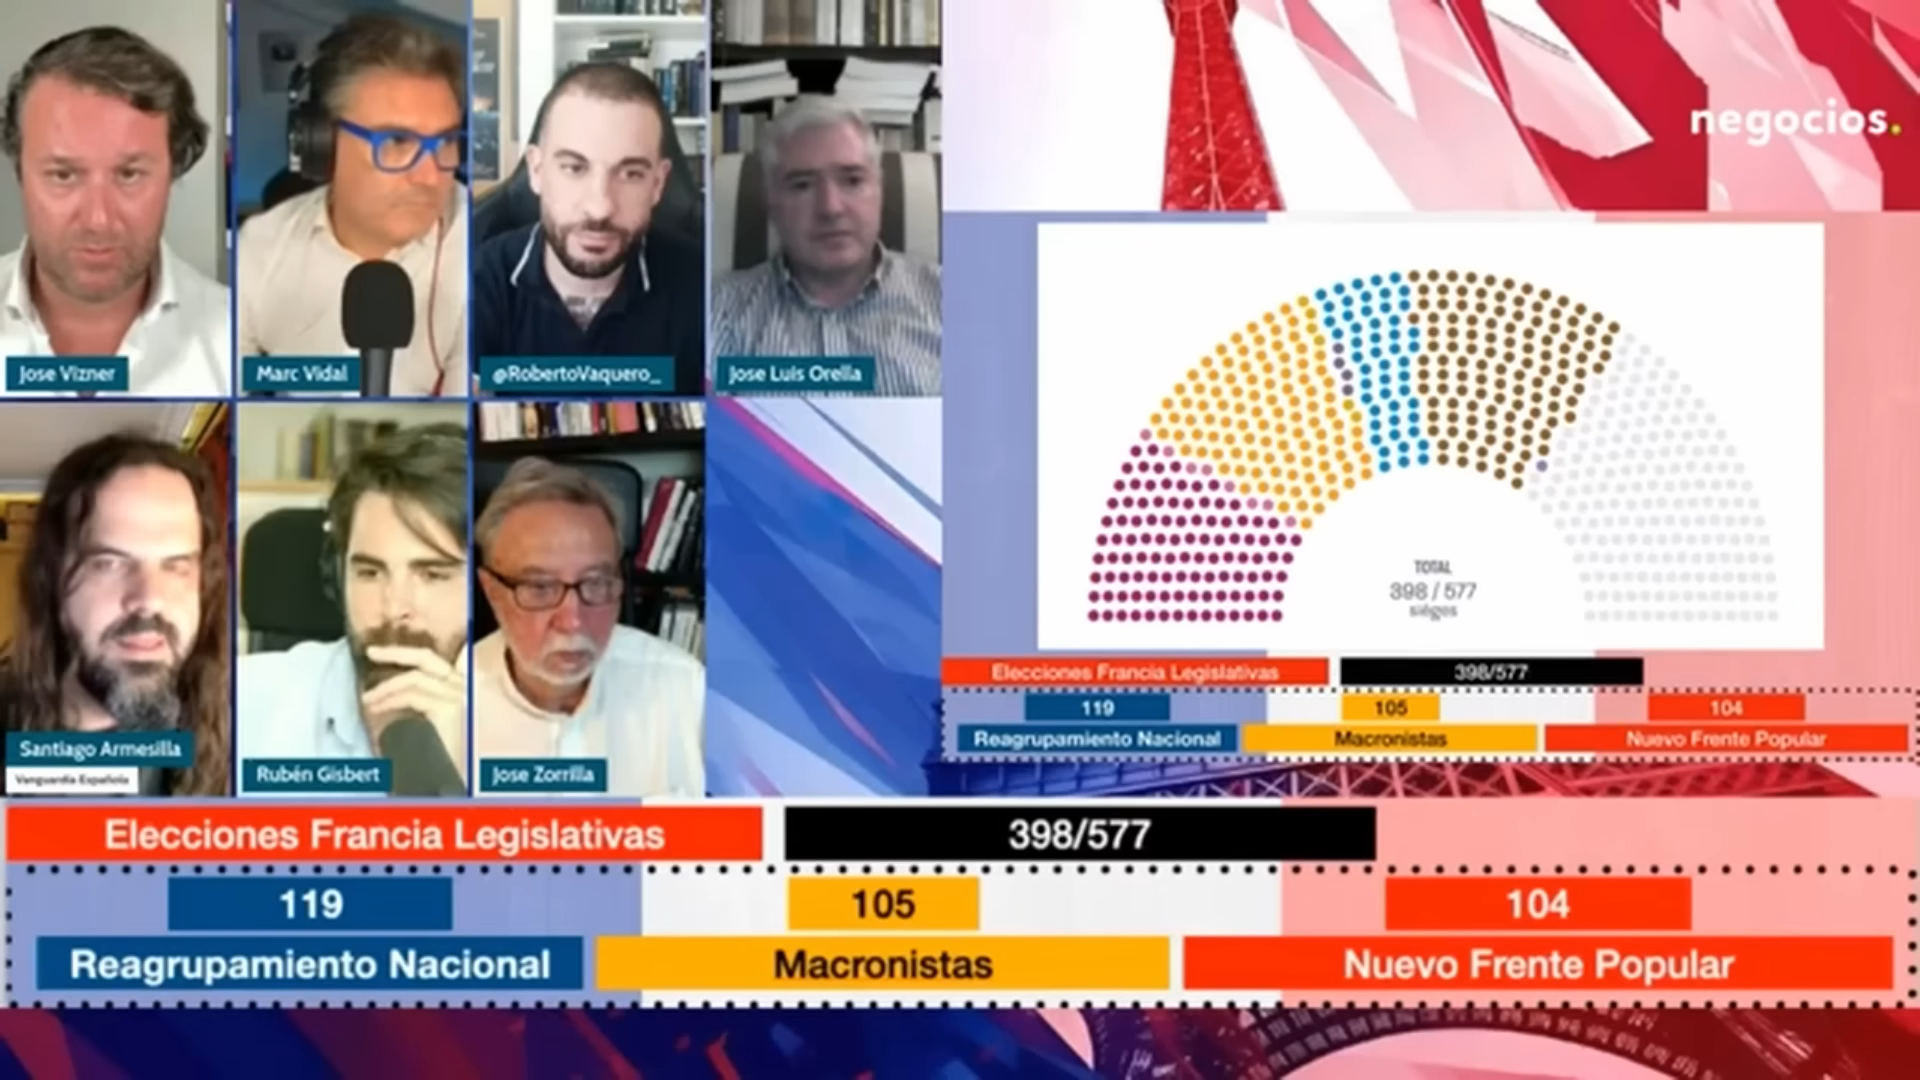 negocios.
Jose Vizner
Marc Vidal
@RobertoVaquero_
Jose Luis Orella
Santiago Armesilla
Vanguardia Española
Rubén Gisbert
Jose Zorrilla
TOTAL
398 / 577
sièges
Elecciones Francia Legislativas
398/577
119
105
104
Reagrupamiento Nacional
Macronistas
Nuevo Frente Popular
Elecciones Francia Legislativas
398/577
119
105
104
Reagrupamiento Nacional
Macronistas
Nuevo Frente Popular